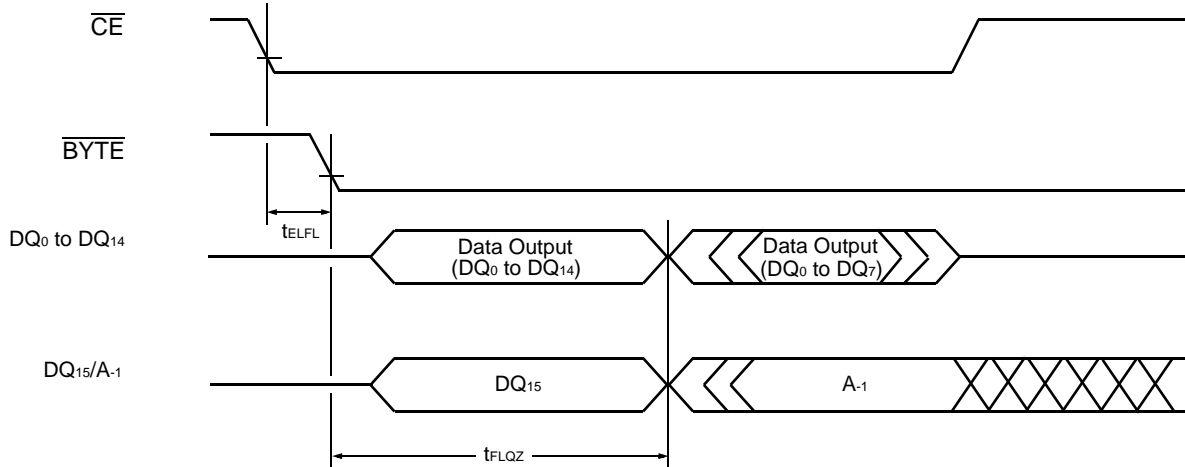 CE
BYTE
tELFL
DQ0 to DQ14
Data Output
(DQ0 to DQ14)
Data Output
(DQ0 to DQ7)
DQ15/A-1
DQ15
A-1
tFLQZ